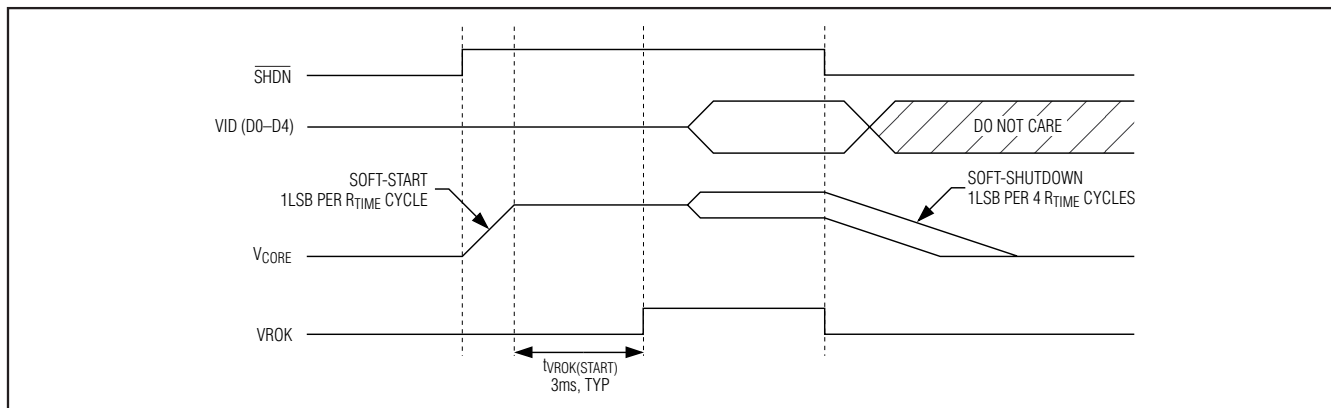 SHDN
VID (D0–D4)
DO NOT CARE
SOFT-START
1LSB PER RTIME CYCLE
SOFT-SHUTDOWN
1LSB PER 4 RTIME CYCLES
VCORE
VROK
tVROK(START)
3ms, TYP